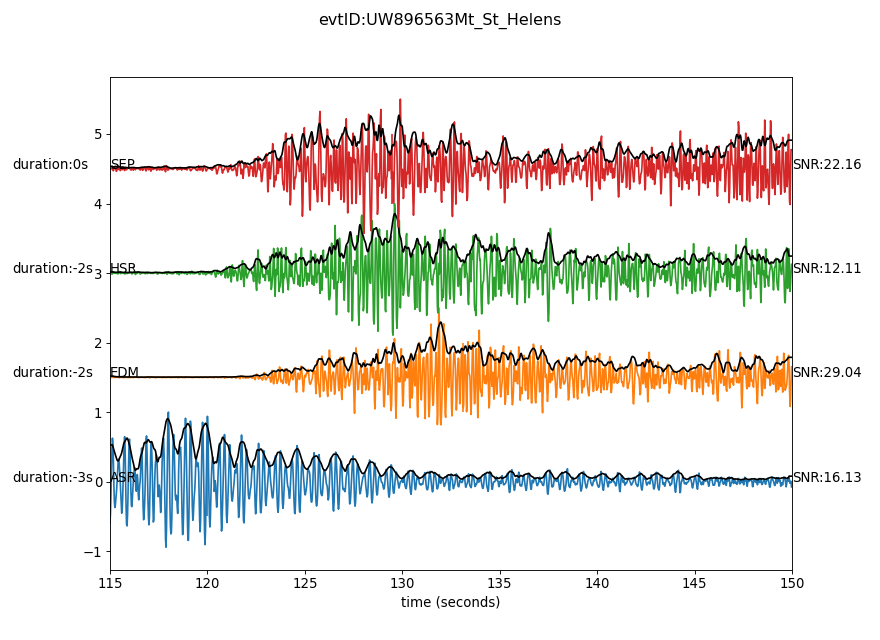 evtID:UW896563Mt_St_Helens
5
duration:0s SEP SNR:22.16
4
duration:-2s HSR 3 SNR:12.11
2
duration:-2s EDM SNR:29.04
1
duration:-3s ASR 0 SNR:16.13
−1
115 120 125 130 135 140 145 150
time (seconds)